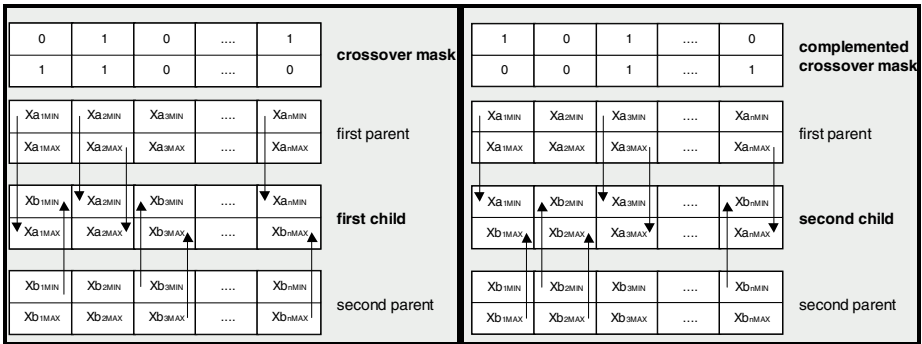 0 1 0 .... 1
1 1 0 .... 0
crossover mask
Xa1MIN Xa2MIN Xa3MIN .... XanMIN
Xa1MAX Xa2MAX Xa3MAX .... XanMAX
first parent
Xb1MIN Xa2MIN Xb3MIN .... XanMIN
Xa1MAX Xa2MAX Xb3MAX .... XbnMAX
first child
Xb1MIN Xb2MIN Xb3MIN .... XbnMIN
Xb1MAX Xb2MAX Xb3MAX .... XbnMAX
second parent
1 0 1 .... 0
0 0 1 .... 1
complemented
crossover mask
Xa1MIN Xa2MIN Xa3MIN .... XanMIN
Xa1MAX Xa2MAX Xa3MAX .... XanMAX
first parent
Xa1MIN Xb2MIN Xa3MIN .... XbnMIN
Xb1MAX Xb2MAX Xa3MAX .... XanMAX
second child
Xb1MIN Xb2MIN Xb3MIN .... XbnMIN
Xb1MAX Xb2MAX Xb3MAX .... XbnMAX
second parent